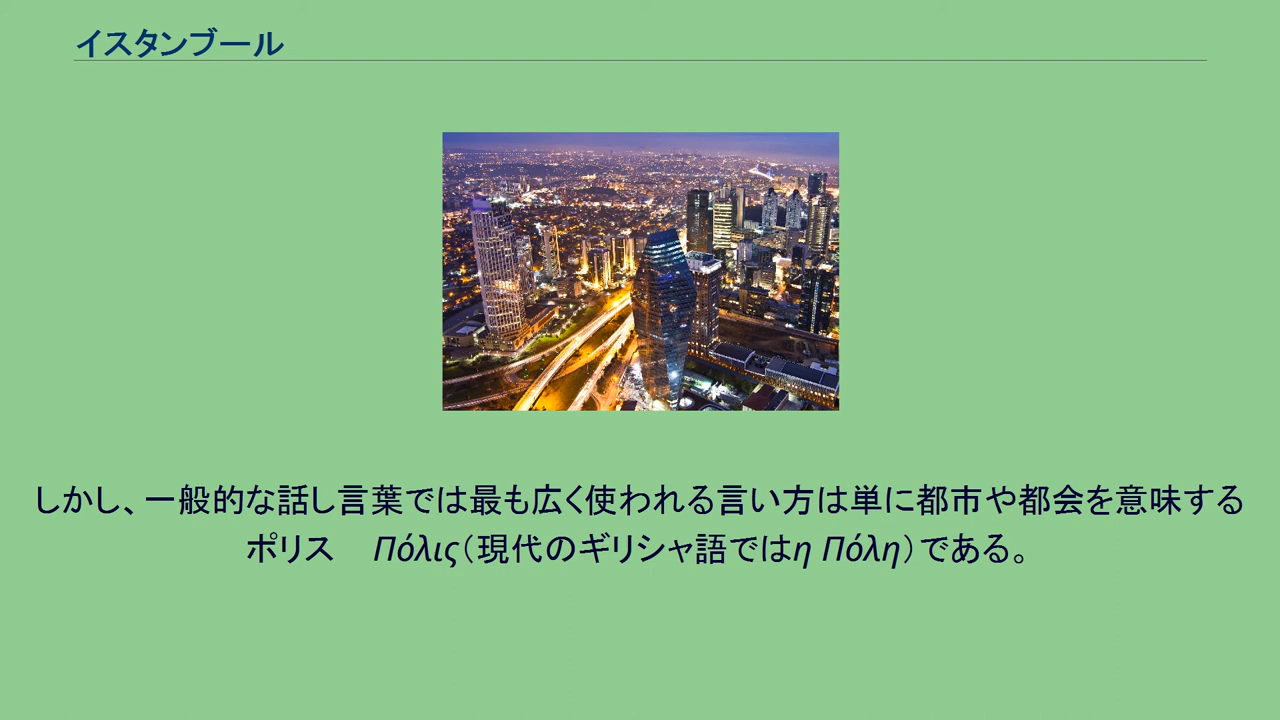 イスタンブール
しかし、一般的な話し言葉では最も広く使われる言い方は単に都市や都会を意味する
ポリス　Πόλις（現代のギリシャ語ではη Πόλη）である。